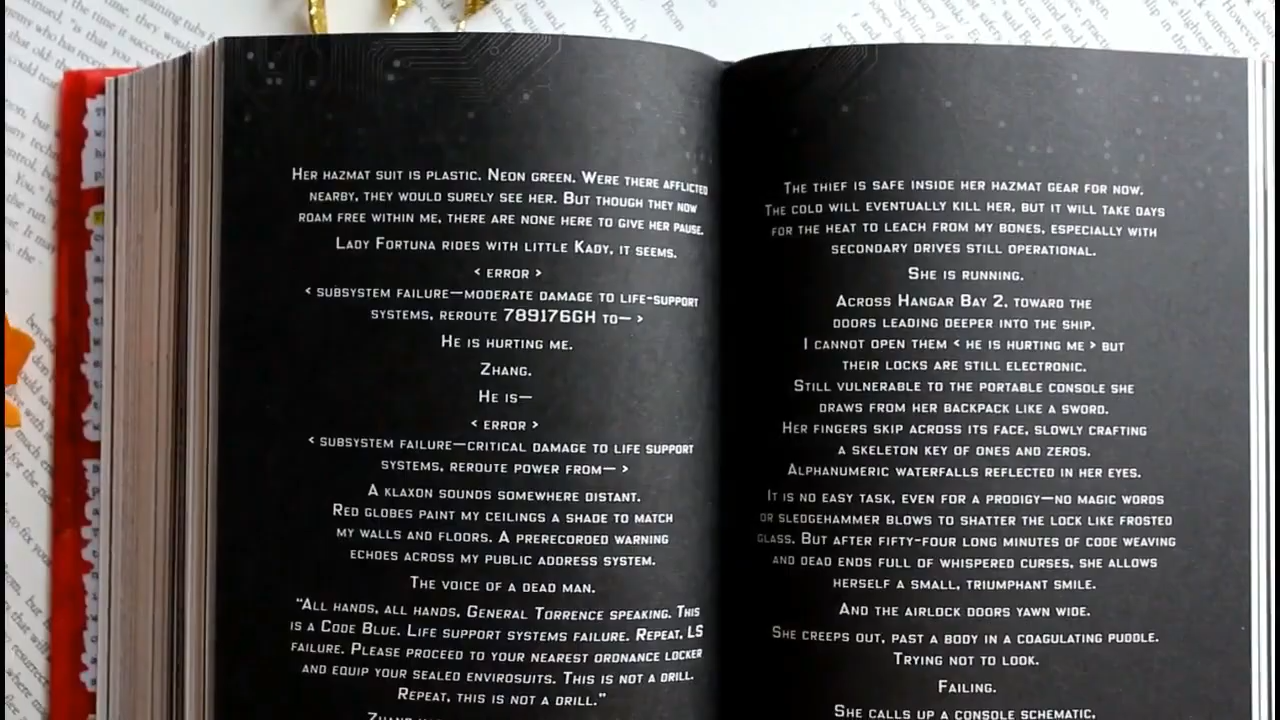 Her hazmat suit is plastic. Neon green. Were there afflicted
nearby, they would surely see her. But though they now
roam free within me, there are none here to give her pause.
Lady Fortuna rides with little Kady, it seems.
< error >
< subsystem failure—moderate damage to life-support
systems, reroute 789176GH to— >
He is hurting me.
Zhang.
He is—
< error >
< subsystem failure—critical damage to life support
systems, reroute power from— >
A klaxon sounds somewhere distant.
Red globes paint my ceilings a shade to match
my walls and floors. A prerecorded warning
echoes across my public address system.
The voice of a dead man.
"All hands, all hands, General Torrence speaking. This
is a Code Blue. Life support systems failure. Repeat, LS
failure. Please proceed to your nearest ordnance locker
and equip your sealed envirosuits. This is not a drill.
Repeat, this is not a drill."
The thief is safe inside her hazmat gear for now.
The cold will eventually kill her, but it will take days
for the heat to leach from my bones, especially with
secondary drives still operational.
She is running.
Across Hangar Bay 2, toward the
doors leading deeper into the ship.
I cannot open them < he is hurting me > but
their locks are still electronic.
Still vulnerable to the portable console she
draws from her backpack like a sword.
Her fingers skip across its face, slowly crafting
a skeleton key of ones and zeros.
Alphanumeric waterfalls reflected in her eyes.
It is no easy task, even for a prodigy—no magic words
or sledgehammer blows to shatter the lock like frosted
glass. But after fifty-four long minutes of code weaving
and dead ends full of whispered curses, she allows
herself a small, triumphant smile.
And the airlock doors yawn wide.
She creeps out, past a body in a coagulating puddle.
Trying not to look.
Failing.
She calls up a console schematic,